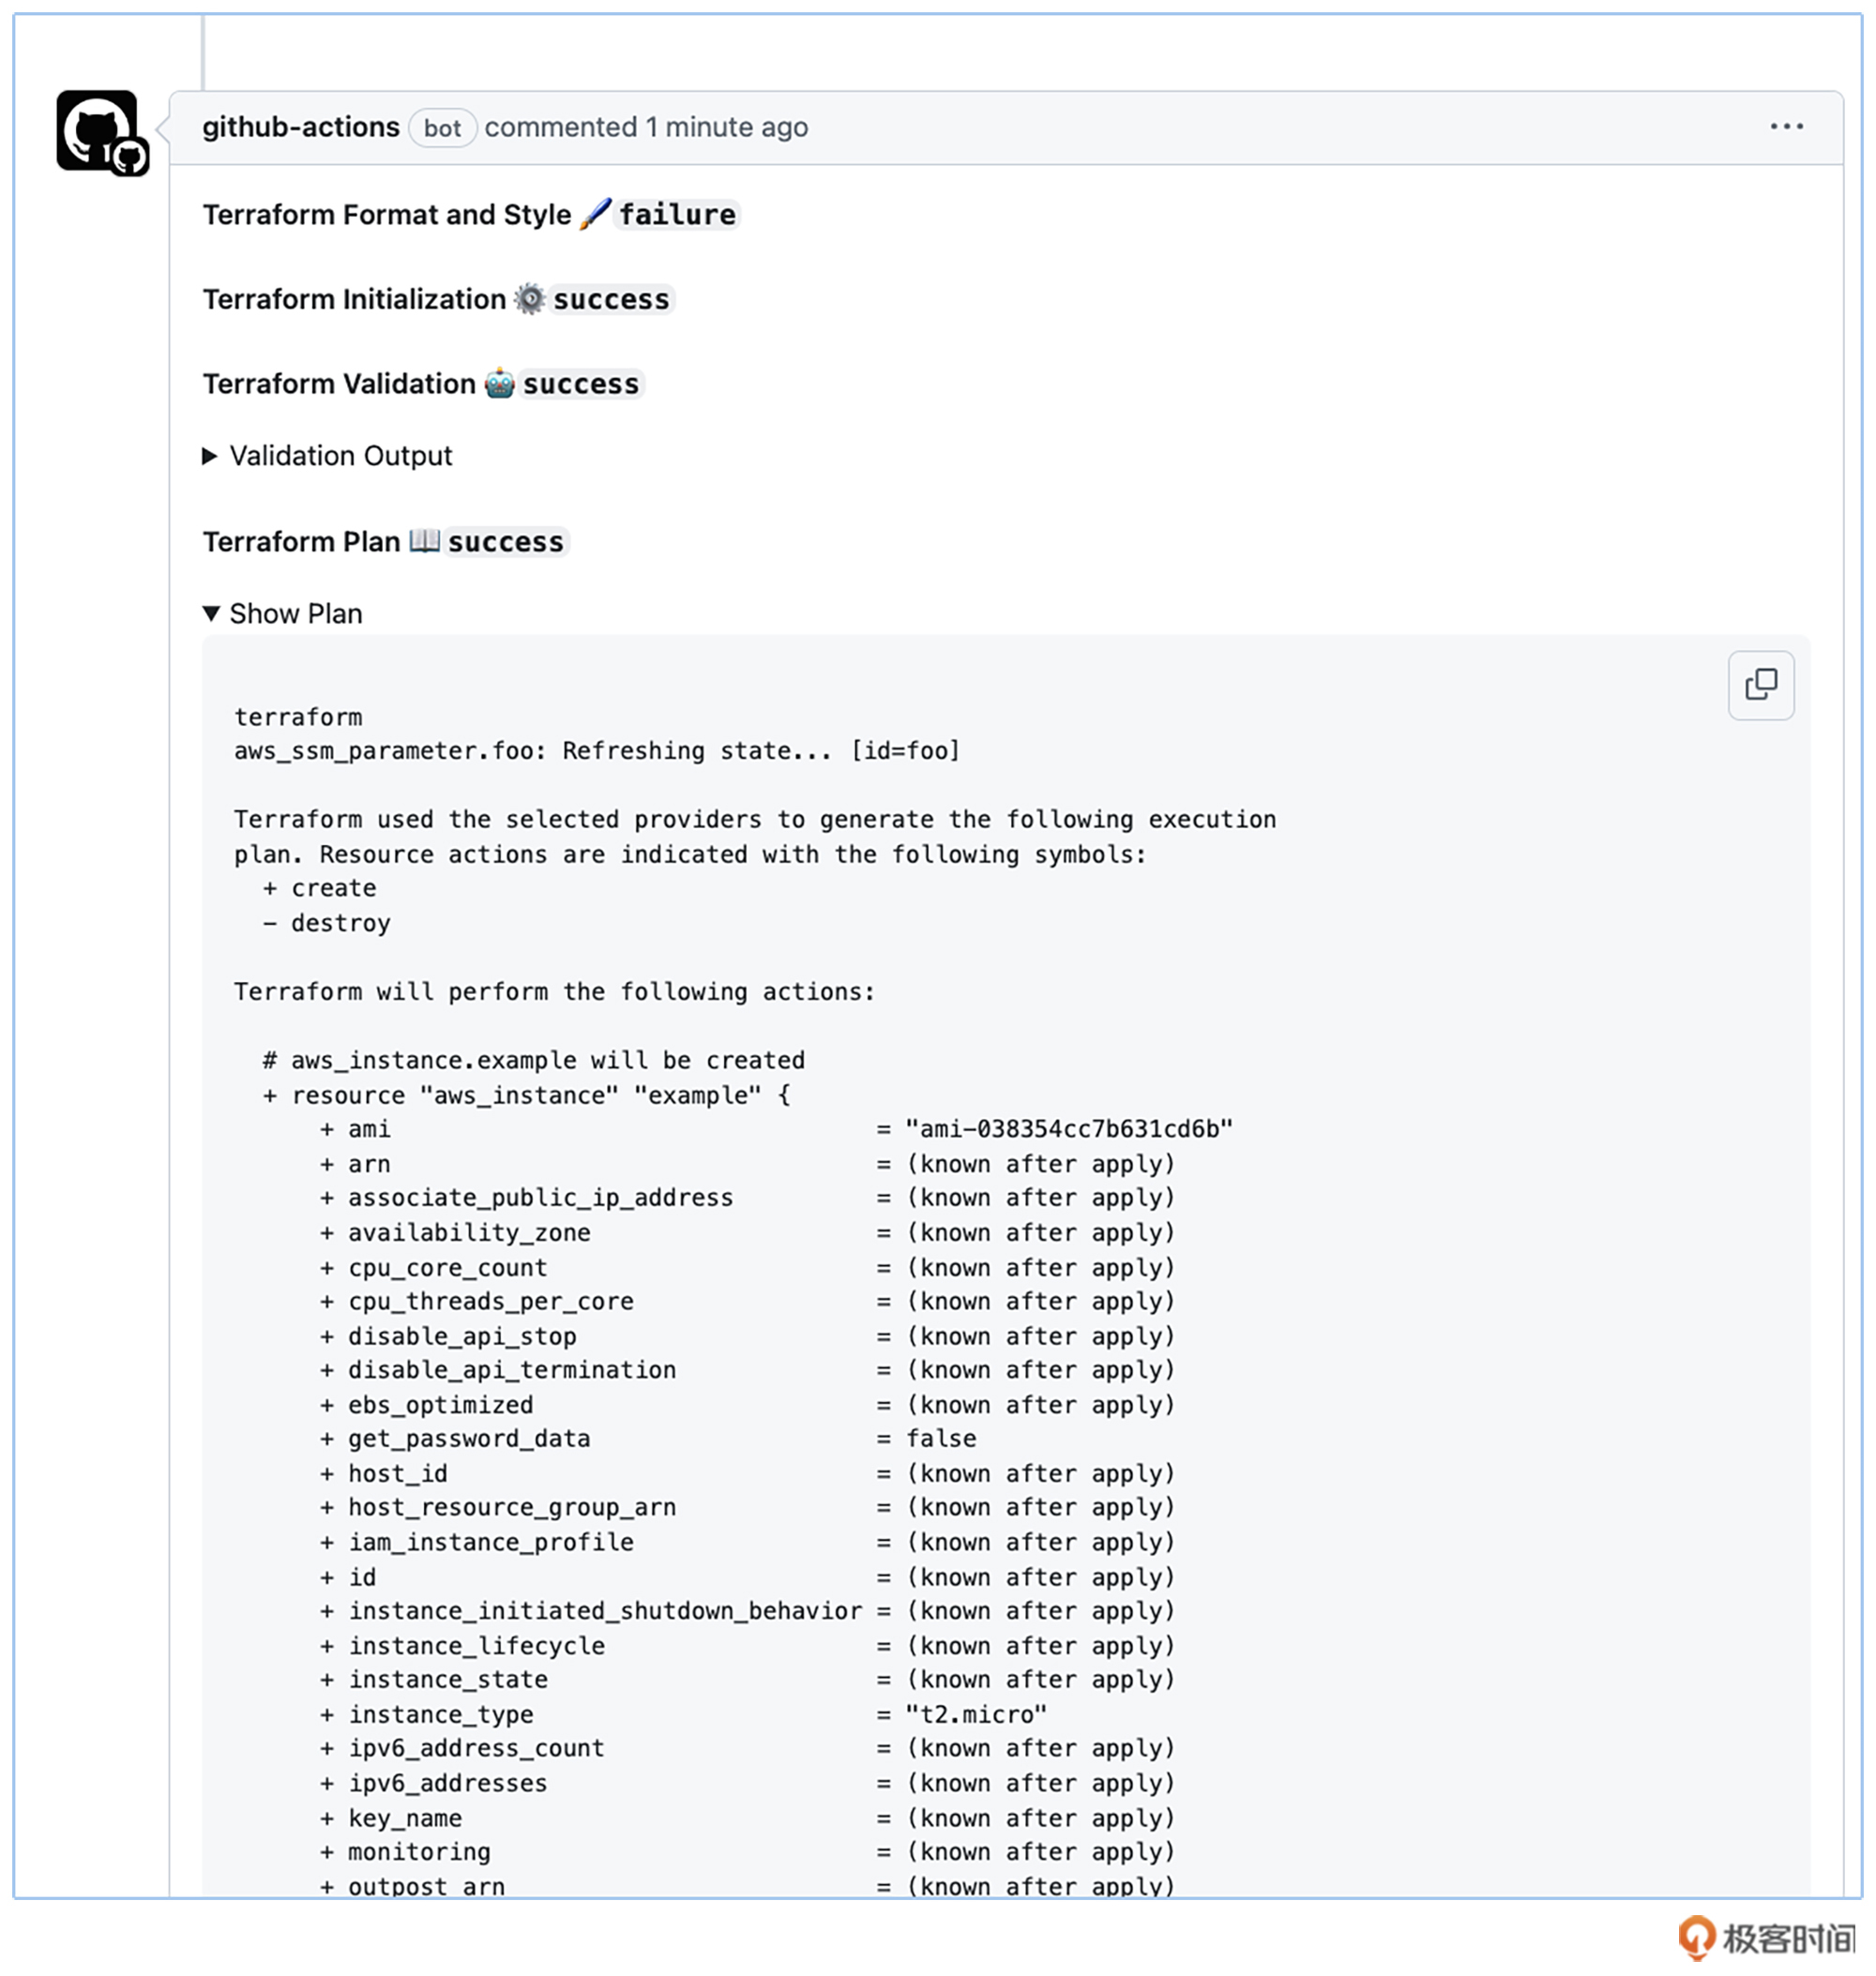 github-actions bot commented 1 minute ago
Terraform Format and Style 🖌️ failure
Terraform Initialization ⚙️ success
Terraform Validation 🤖 success
▶ Validation Output
Terraform Plan 📖 success
▼ Show Plan
terraform
aws_ssm_parameter.foo: Refreshing state... [id=foo]
Terraform used the selected providers to generate the following execution
plan. Resource actions are indicated with the following symbols:
+ create
- destroy
Terraform will perform the following actions:
# aws_instance.example will be created
+ resource "aws_instance" "example" {
+ ami = "ami-038354cc7b631cd6b"
+ arn = (known after apply)
+ associate_public_ip_address = (known after apply)
+ availability_zone = (known after apply)
+ cpu_core_count = (known after apply)
+ cpu_threads_per_core = (known after apply)
+ disable_api_stop = (known after apply)
+ disable_api_termination = (known after apply)
+ ebs_optimized = (known after apply)
+ get_password_data = false
+ host_id = (known after apply)
+ host_resource_group_arn = (known after apply)
+ iam_instance_profile = (known after apply)
+ id = (known after apply)
+ instance_initiated_shutdown_behavior = (known after apply)
+ instance_lifecycle = (known after apply)
+ instance_state = (known after apply)
+ instance_type = "t2.micro"
+ ipv6_address_count = (known after apply)
+ ipv6_addresses = (known after apply)
+ key_name = (known after apply)
+ monitoring = (known after apply)
+ outpost_arn = (known after apply)
极客时间